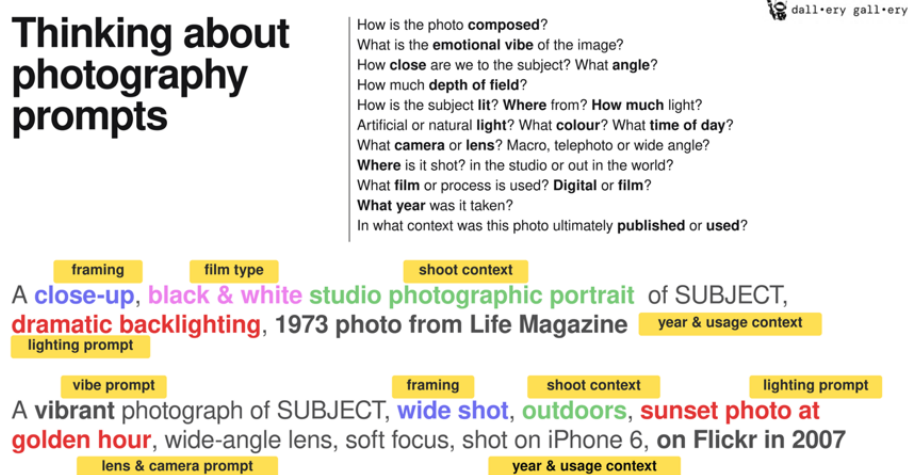 dall•ery gall•ery
Thinking about
photography
prompts
How is the photo composed?
What is the emotional vibe of the image?
How close are we to the subject? What angle?
How much depth of field?
How is the subject lit? Where from? How much light?
Artificial or natural light? What colour? What time of day?
What camera or lens? Macro, telephoto or wide angle?
Where is it shot? in the studio or out in the world?
What film or process is used? Digital or film?
What year was it taken?
In what context was this photo ultimately published or used?
framing film type shoot context
A close-up, black & white studio photographic portrait of SUBJECT,
dramatic backlighting, 1973 photo from Life Magazine year & usage context
lighting prompt
vibe prompt framing shoot context lighting prompt
A vibrant photograph of SUBJECT, wide shot, outdoors, sunset photo at
golden hour, wide-angle lens, soft focus, shot on iPhone 6, on Flickr in 2007
lens & camera prompt year & usage context